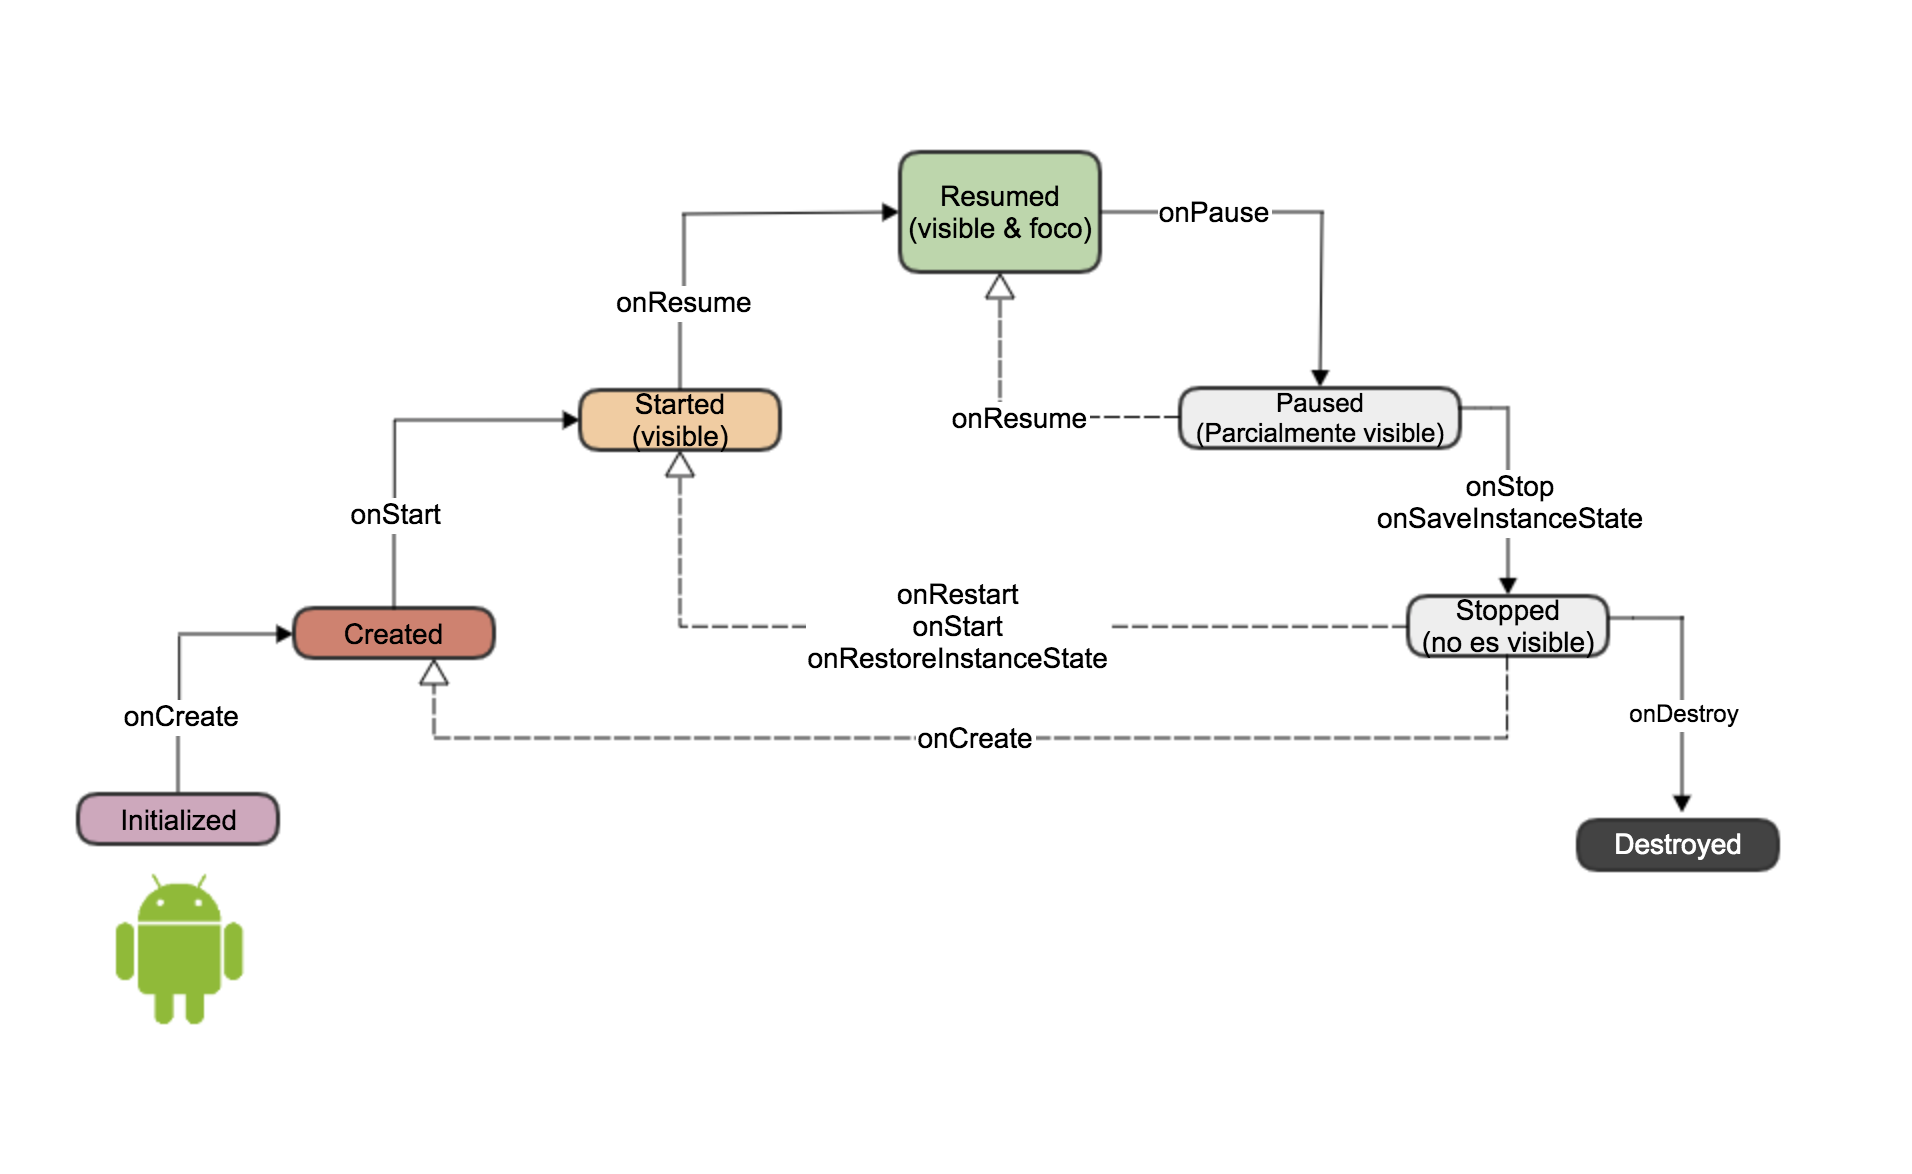 Resumed
(visible & foco)
onPause
onResume
Started
(visible)
onResume
Paused
(Parcialmente visible)
onStop
onSaveInstanceState
onStart
onRestart
onStart
onRestoreInstanceState
Stopped
(no es visible)
Created
onCreate
onCreate
onDestroy
Initialized
Destroyed